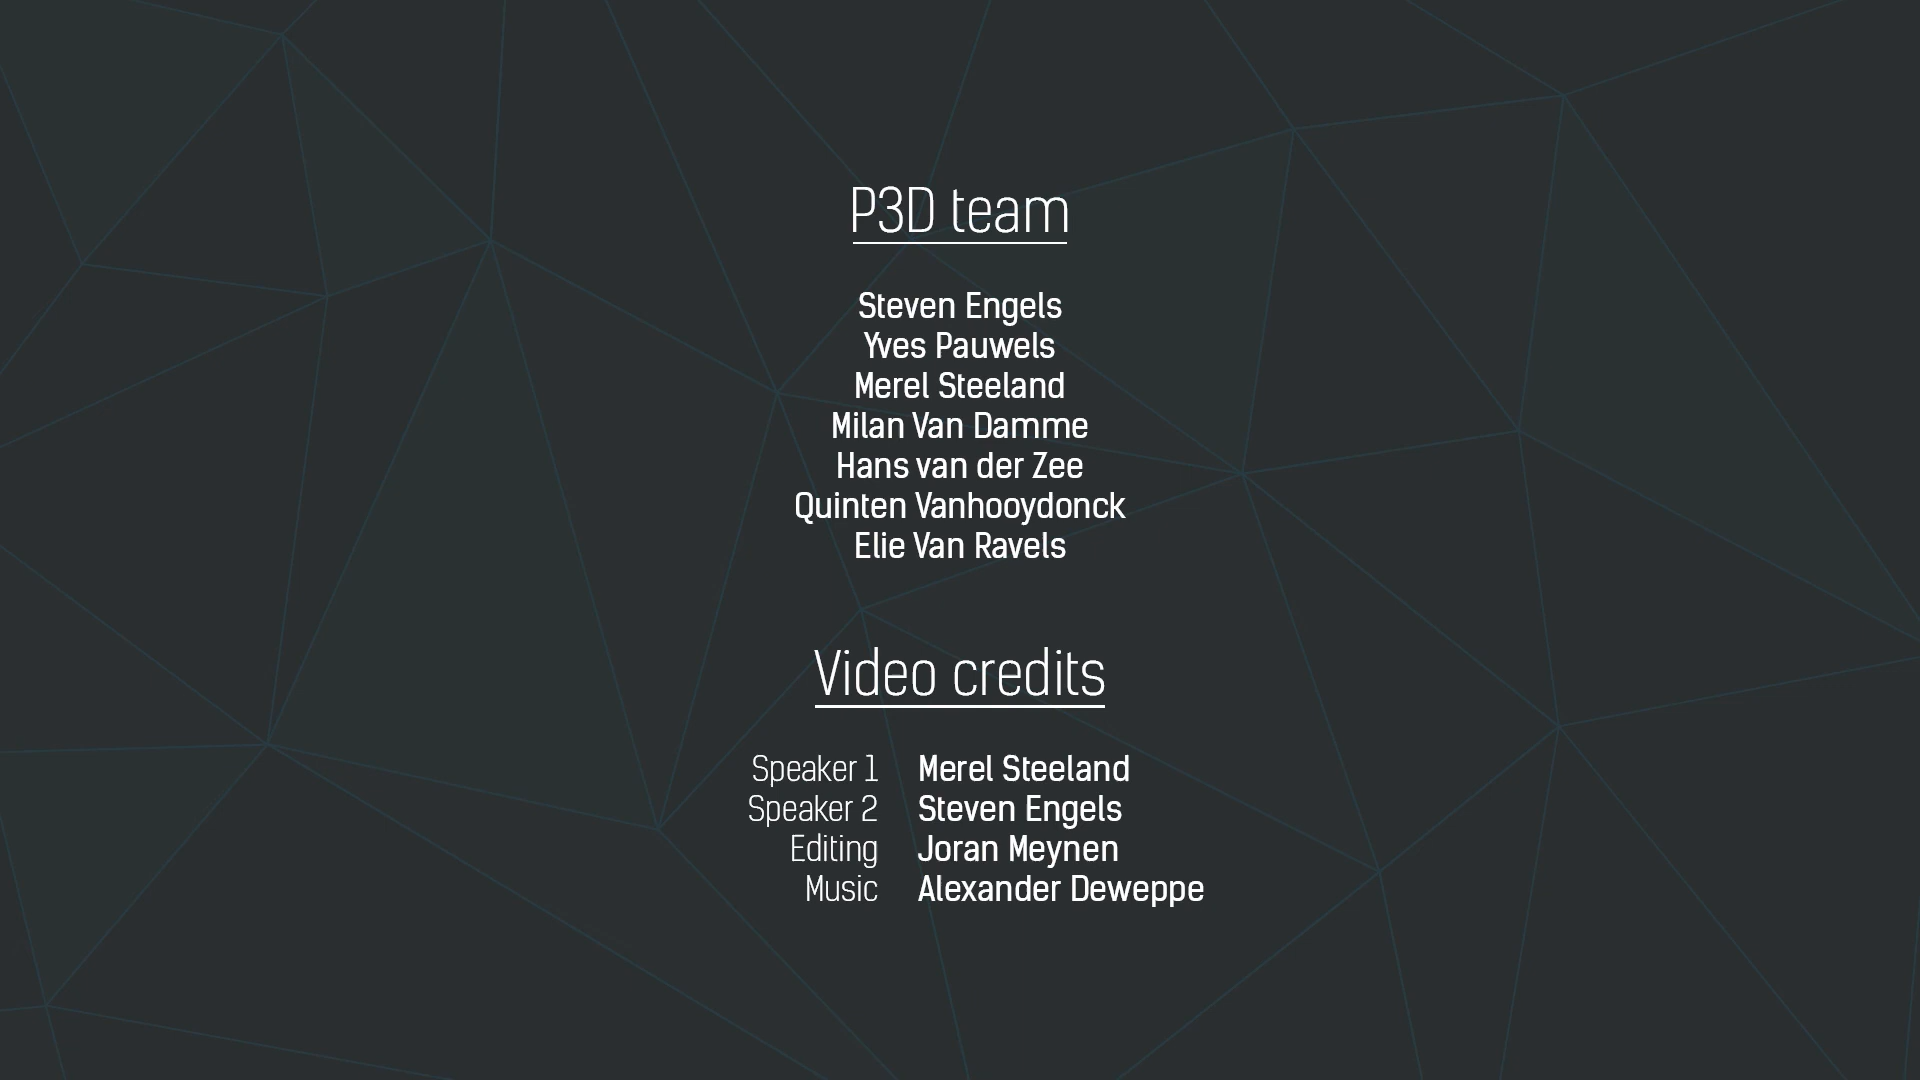 P3D team
Steven Engels
Yves Pauwels
Merel Steeland
Milan Van Damme
Hans van der Zee
Quinten Vanhooydonck
Elie Van Ravels
Video credits
Speaker 1 Merel Steeland
Speaker 2 Steven Engels
Editing Joran Meynen
Music Alexander Deweppe